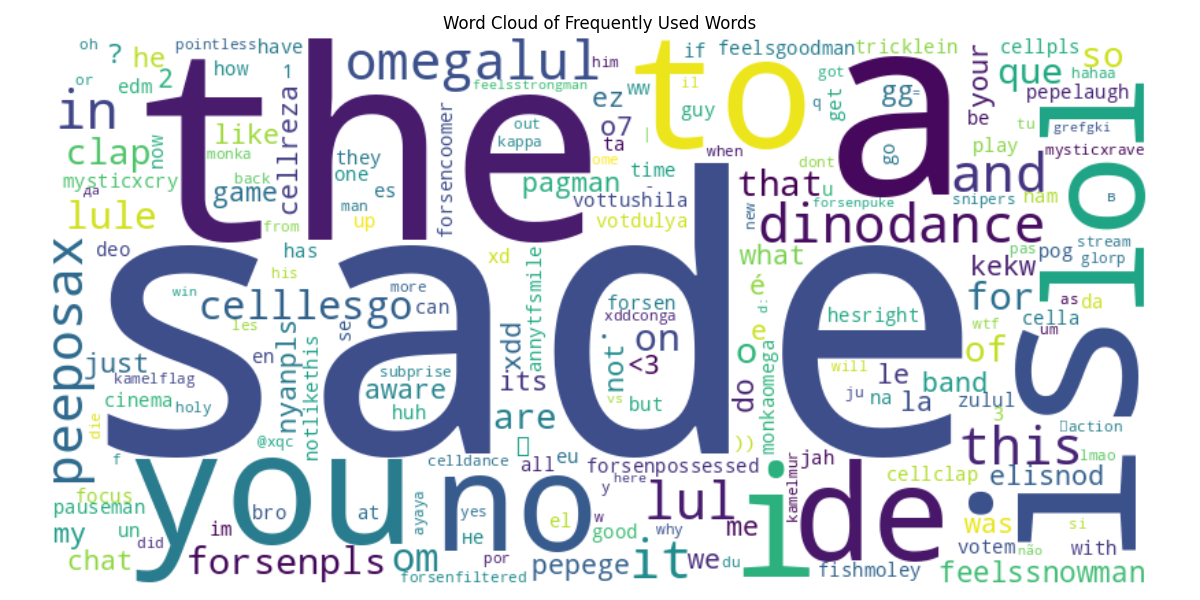 Word Cloud of Frequently Used Words
oh ? he pointless have omegalul him to if feelsgoodman tricklein a your cellpls so
or edm 2 how 1 the feelsstrongman ww il got que hahaa
in now like cellreza forsencoomer out ez guy | q get gg = be pepelaugh
clap monka they kappa o7 ta ome when dont go play tu grefgki
mysticxcry back one pagman time - that u and mysticxrave lol
да game man es vottushila new forsenpuke snipers nam в
lule from up votdulya dinodance
peeposax deo has xd sade what pas pog stream glorp
his annytfsmile é kekw
win celllesgo more can forsen d: for as da
les se xddconga e hesright wtf cella
just en xdd not . on monkaomega of um
kamelflag nyanpls subprise its <3 o will le band
cinema holy notlikethis aware vs but do ju na la zulul
die huh are 3
@xqc )) action
f you celldance all eu forsenpossessed i jah de this lmao
focus no yes y here lul kamelmur cellclap elisnod
pauseman bro at ayaya el w me was I
my un did im не good why si
chat forsenpls om por pepege it we du votem não with
forsenfiltered fishmoley feelssnowman